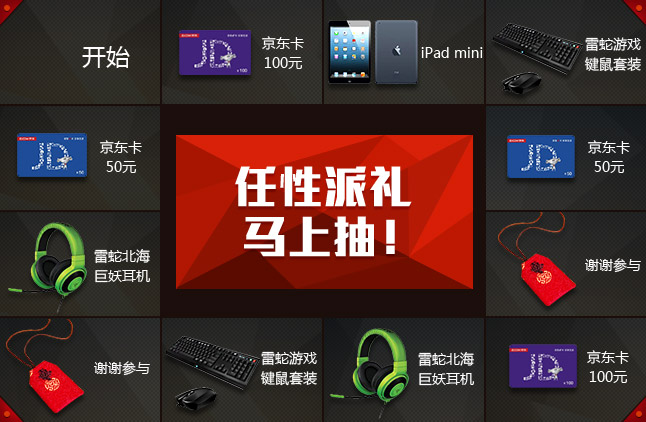 开始
京东卡
100元
iPad mini
雷蛇游戏
键鼠套装
京东卡
50元
任性派礼
马上抽！
京东卡
50元
雷蛇北海
巨妖耳机
谢谢参与
谢谢参与
雷蛇游戏
键鼠套装
雷蛇北海
巨妖耳机
京东卡
100元